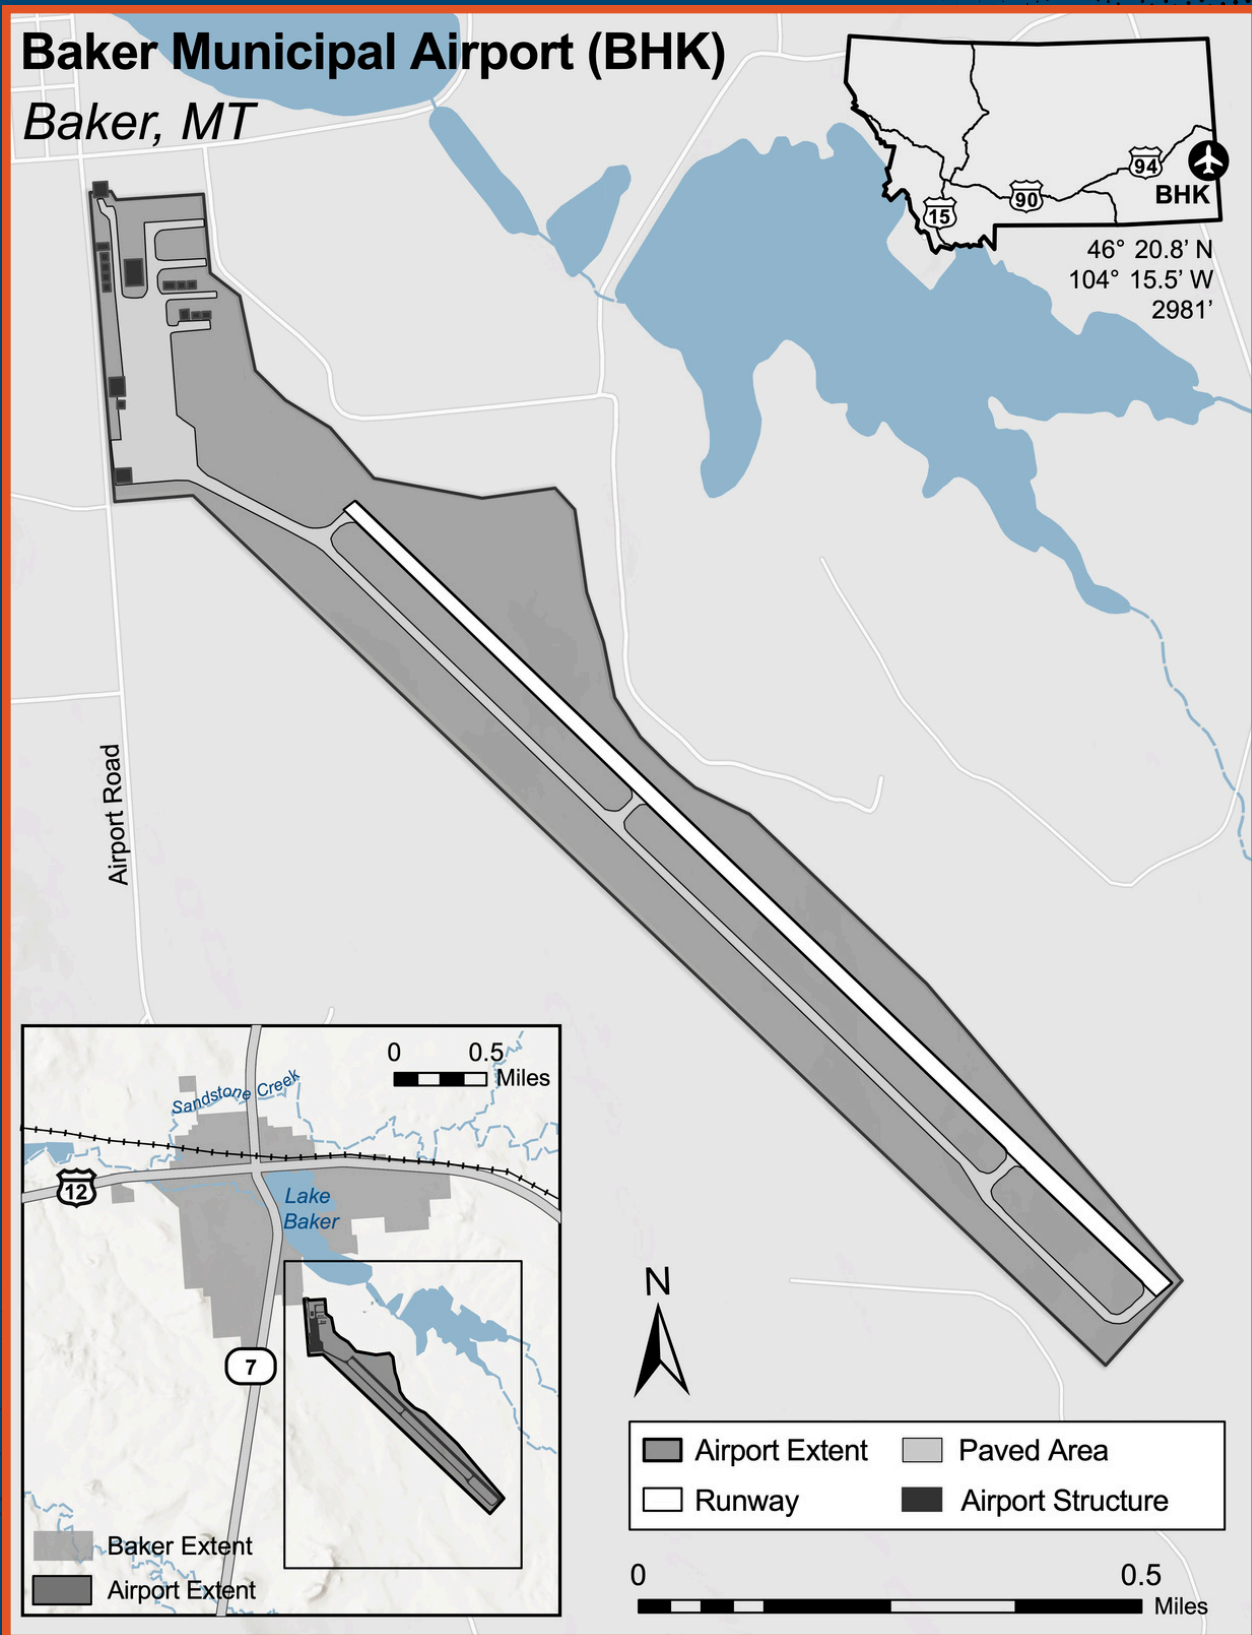 Baker Municipal Airport (BHK)
Baker, MT
94
BHK
90
15
46° 20.8' N
104° 15.5' W
2981'
Airport Road
0 0.5
Miles
Sandstone Creek
12
Lake
Baker
7
Baker Extent
Airport Extent
N
Airport Extent Paved Area
Runway Airport Structure
0 0.5
Miles